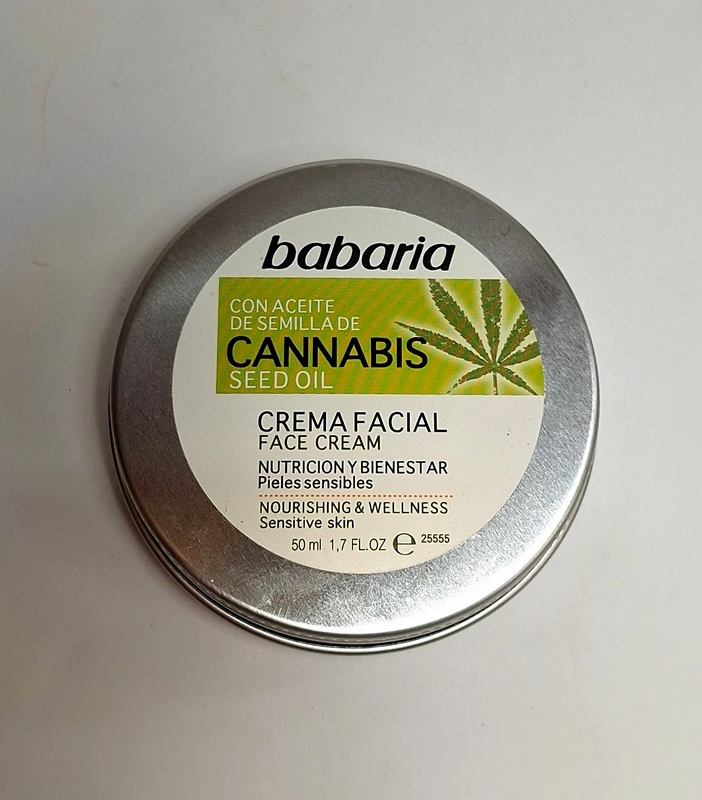 babaria
CON ACEITE
DE SEMILLA DE
CANNABIS
SEED OIL
CREMA FACIAL
FACE CREAM
NUTRICION Y BIENESTAR
Pieles sensibles
NOURISHING & WELLNESS
Sensitive skin
50 ml 1,7 FL.OZ ℮ 25555